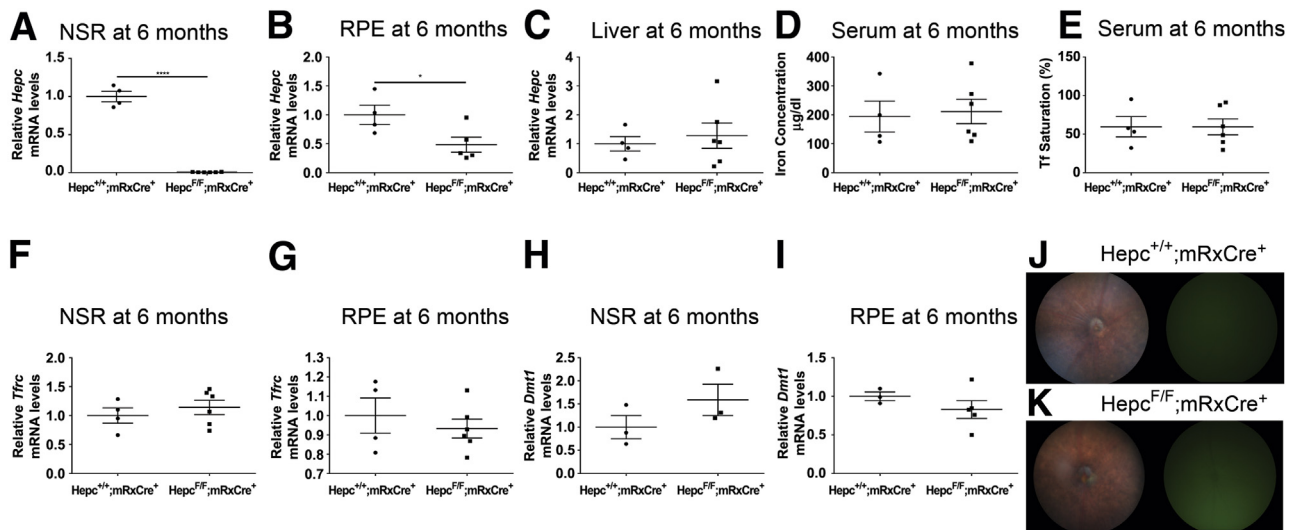 A
NSR at 6 months
Relative Hepc
mRNA levels
1.5
1.0
0.5
0.0
****
Hepc+/+;mRxCre+
HepcF/F;mRxCre+
B
RPE at 6 months
Relative Hepc
mRNA levels
2.0
1.5
1.0
0.5
0.0
*
Hepc+/+;mRxCre+
HepcF/F;mRxCre+
C
Liver at 6 months
Relative Hepc
mRNA levels
4
3
2
1
0
Hepc+/+;mRxCre+
HepcF/F;mRxCre+
D
Serum at 6 months
Iron Concentration
µg/dl
400
300
200
100
0
Hepc+/+;mRxCre+
HepcF/F;mRxCre+
E
Serum at 6 months
Tf Saturation (%)
150
100
50
0
Hepc+/+;mRxCre+
HepcF/F;mRxCre+
F
NSR at 6 months
Relative Tfrc
mRNA levels
2.0
1.5
1.0
0.5
0.0
Hepc+/+;mRxCre+
HepcF/F;mRxCre+
G
RPE at 6 months
Relative Tfrc
mRNA levels
1.3
1.2
1.1
1.0
0.9
0.8
0.7
Hepc+/+;mRxCre+
HepcF/F;mRxCre+
H
NSR at 6 months
Relative Dmt1
mRNA levels
2.5
2.0
1.5
1.0
0.5
0.0
Hepc+/+;mRxCre+
HepcF/F;mRxCre+
I
RPE at 6 months
Relative Dmt1
mRNA levels
1.5
1.0
0.5
0.0
Hepc+/+;mRxCre+
HepcF/F;mRxCre+
J
Hepc+/+;mRxCre+
K
HepcF/F;mRxCre+